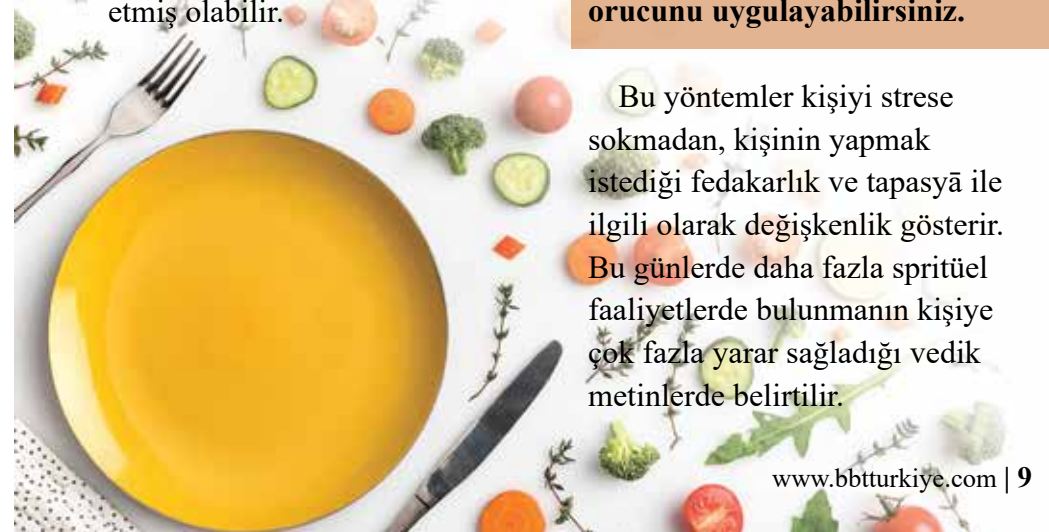 etmiş olabilir.
orucunu uygulayabilirsiniz.
Bu yöntemler kişiyi strese
sokmadan, kişinin yapmak
istediği fedakarlık ve tapasyā ile
ilgili olarak değişkenlik gösterir.
Bu günlerde daha fazla spritüel
faaliyetlerde bulunmanın kişiye
çok fazla yarar sağladığı vedik
metinlerde belirtilir.
www.bbtturkiye.com | 9